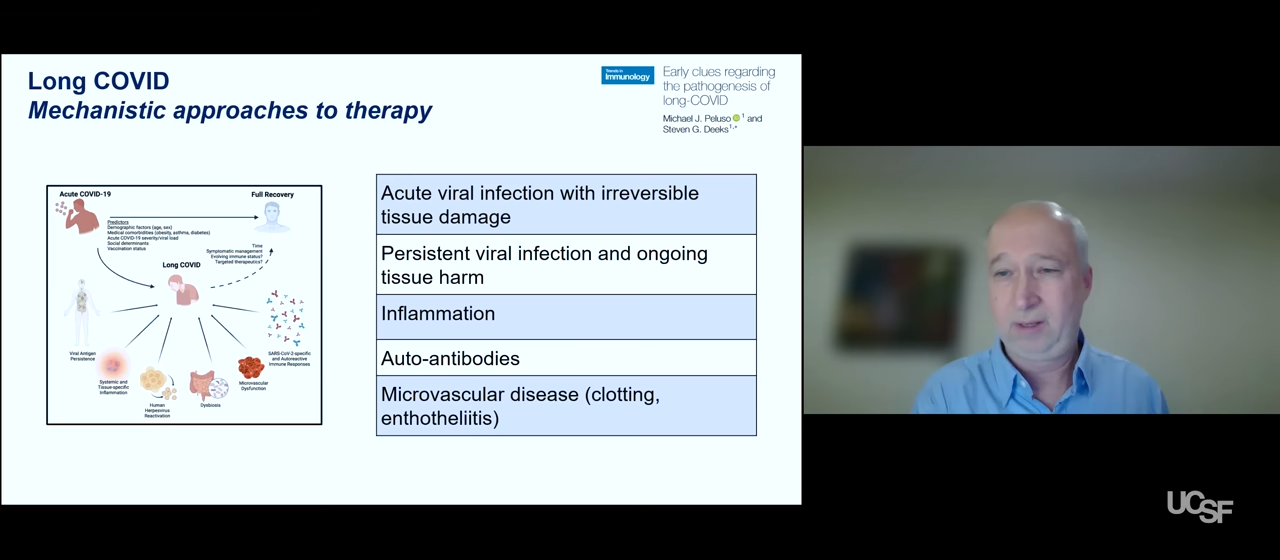 Long COVID
Mechanistic approaches to therapy
Trends in
Immunology
Early clues regarding
the pathogenesis of
long-COVID
Michael J. Peluso 1 and
Steven G. Deeks1,*
Acute COVID-19
Full Recovery
Predictors
Demographic factors (age, sex)
Medical comorbidities (obesity, asthma, diabetes)
Acute COVID-19 severity/viral load
Social determinants
Vaccination status
Time
Symptomatic management
Evolving immune status?
Targeted therapeutics?
Long COVID
Viral Antigen
Persistence
Systemic and
Tissue-specific
Inflammation
Human
Herpesvirus
Reactivation
Dysbiosis
Microvascular
Dysfunction
SARS-CoV-2-specific
and Autoreactive
Immune Responses
Acute viral infection with irreversible
tissue damage
Persistent viral infection and ongoing
tissue harm
Inflammation
Auto-antibodies
Microvascular disease (clotting,
enthotheliitis)
UCSF